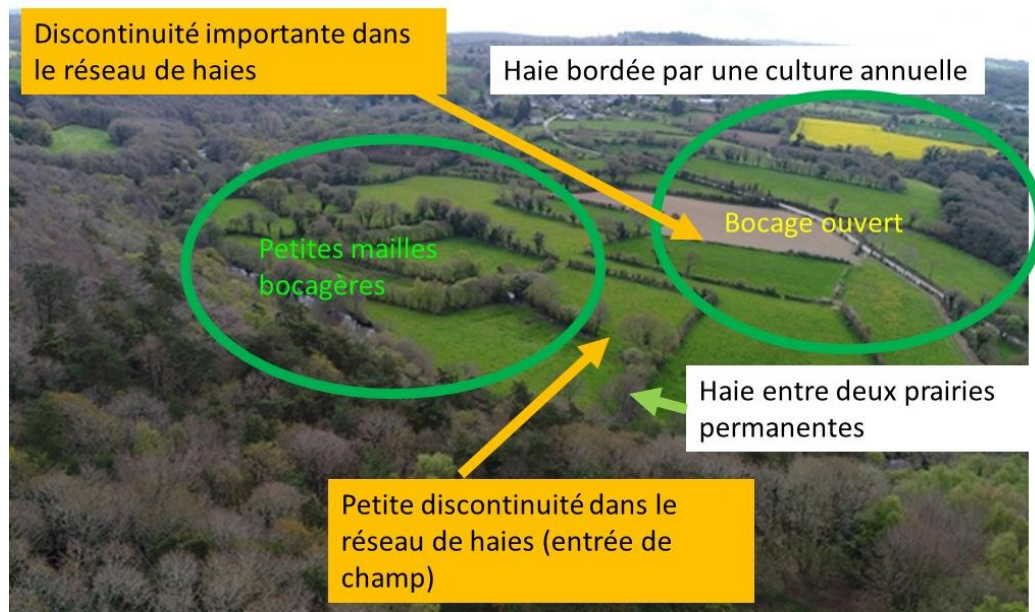 Discontinuité importante dans
le réseau de haies
Haie bordée par une culture annuelle
Bocage ouvert
Petites mailles
bocagères
Haie entre deux prairies
permanentes
Petite discontinuité dans le
réseau de haies (entrée de
champ)